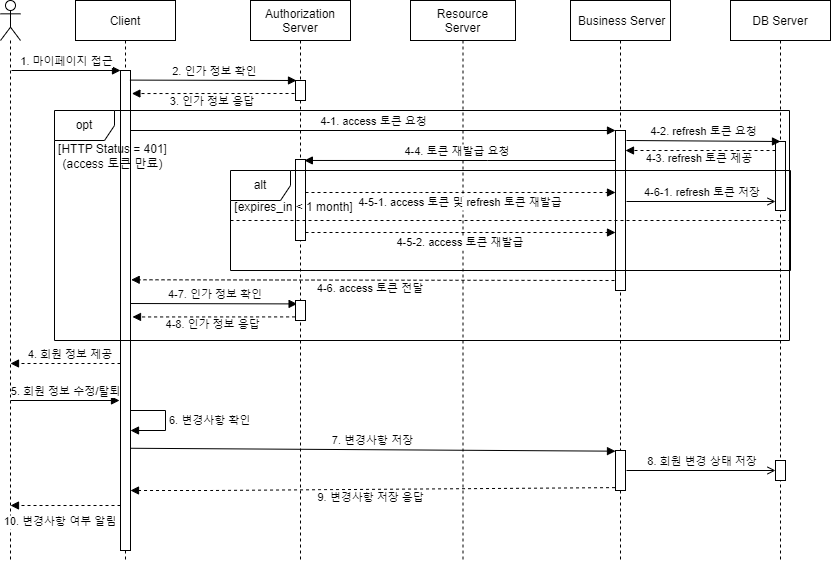 Client
Authorization
Server
Resource
Server
Business Server
DB Server
1. 마이페이지 접근
2. 인가 정보 확인
3. 인가 정보 응답
opt
[HTTP Status = 401]
(access 토큰 만료)
4-1. access 토큰 요청
4-2. refresh 토큰 요청
4-3. refresh 토큰 제공
4-4. 토큰 재발급 요청
alt
[expires_in < 1 month]
4-5-1. access 토큰 및 refresh 토큰 재발급
4-6-1. refresh 토큰 저장
4-5-2. access 토큰 재발급
4-6. access 토큰 전달
4-7. 인가 정보 확인
4-8. 인가 정보 응답
4. 회원 정보 제공
5. 회원 정보 수정/탈퇴
6. 변경사항 확인
7. 변경사항 저장
8. 회원 변경 상태 저장
9. 변경사항 저장 응답
10. 변경사항 여부 알림